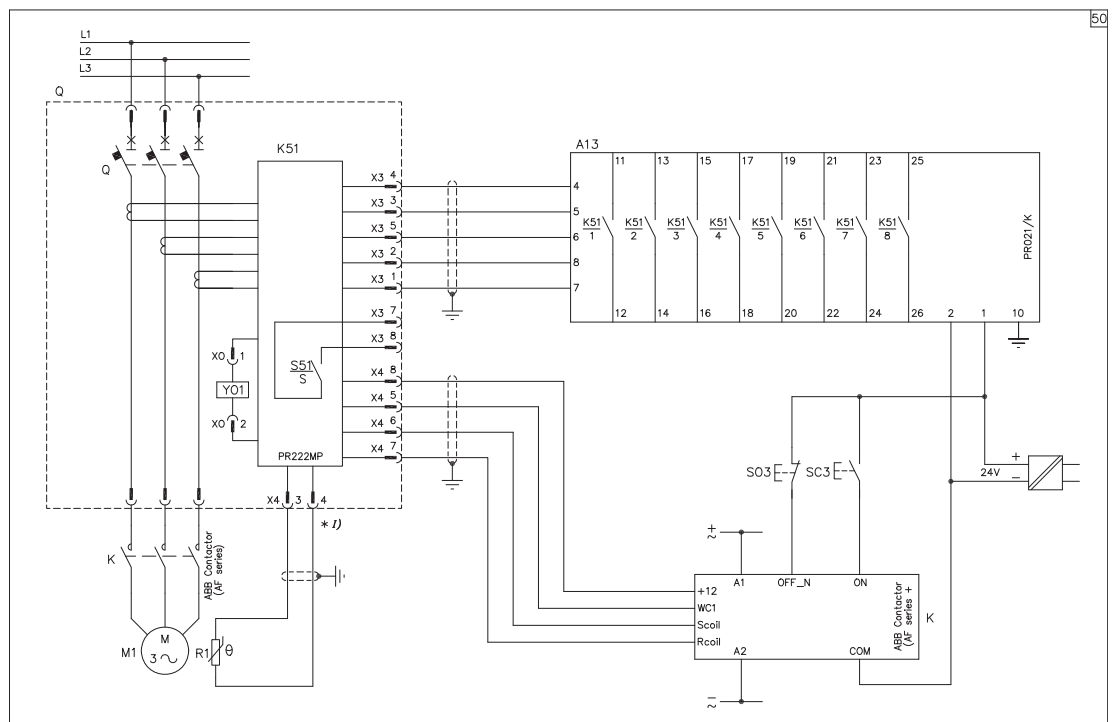 50
L1
L2
L3
Q
Q
K51
X3 4
X3 3
X3 5
X3 2
X3 1
X3 7
X3 8
X4 8
X4 5
X4 6
X4 7
S51
S
X0 1
Y01
X0 2
PR222MP
X4 3 4
* I)
K
ABB Contactor
(AF series)
M
3
M1
R1 θ
A13
11 13 15 17 19 21 23 25
4
5
6
8
7
K51
1
K51
2
K51
3
K51
4
K51
5
K51
6
K51
7
K51
8
PR021/K
12 14 16 18 20 22 24 26 2 1 10
SO3
SC3
+
24V
−
+
~
A1 OFF_N ON
+12
WC1
Scoil
Rcoil
ABB Contactor
(AF series +
K
A2 COM
−
~